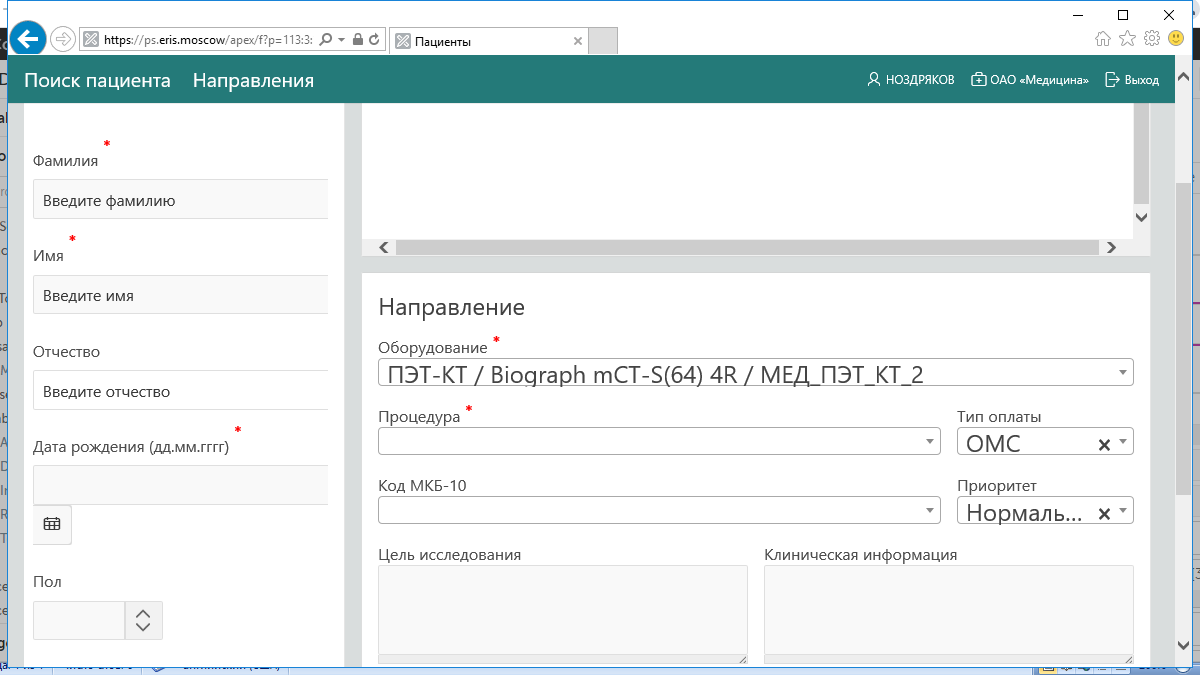 https://ps.eris.moscow/apex/f?p=113:3:
Пациенты
Поиск пациента Направления
НОЗДРЯКОВ ОАО «Медицина» Выход
Фамилия *
Введите фамилию
Имя *
Введите имя
Отчество
Введите отчество
Дата рождения (дд.мм.гггг) *
Пол
Направление
Оборудование *
ПЭТ-КТ / Biograph mCT-S(64) 4R / МЕД_ПЭТ_КТ_2
Процедура *
Тип оплаты
ОМС
Код МКБ-10
Приоритет
Нормаль...
Цель исследования
Клиническая информация